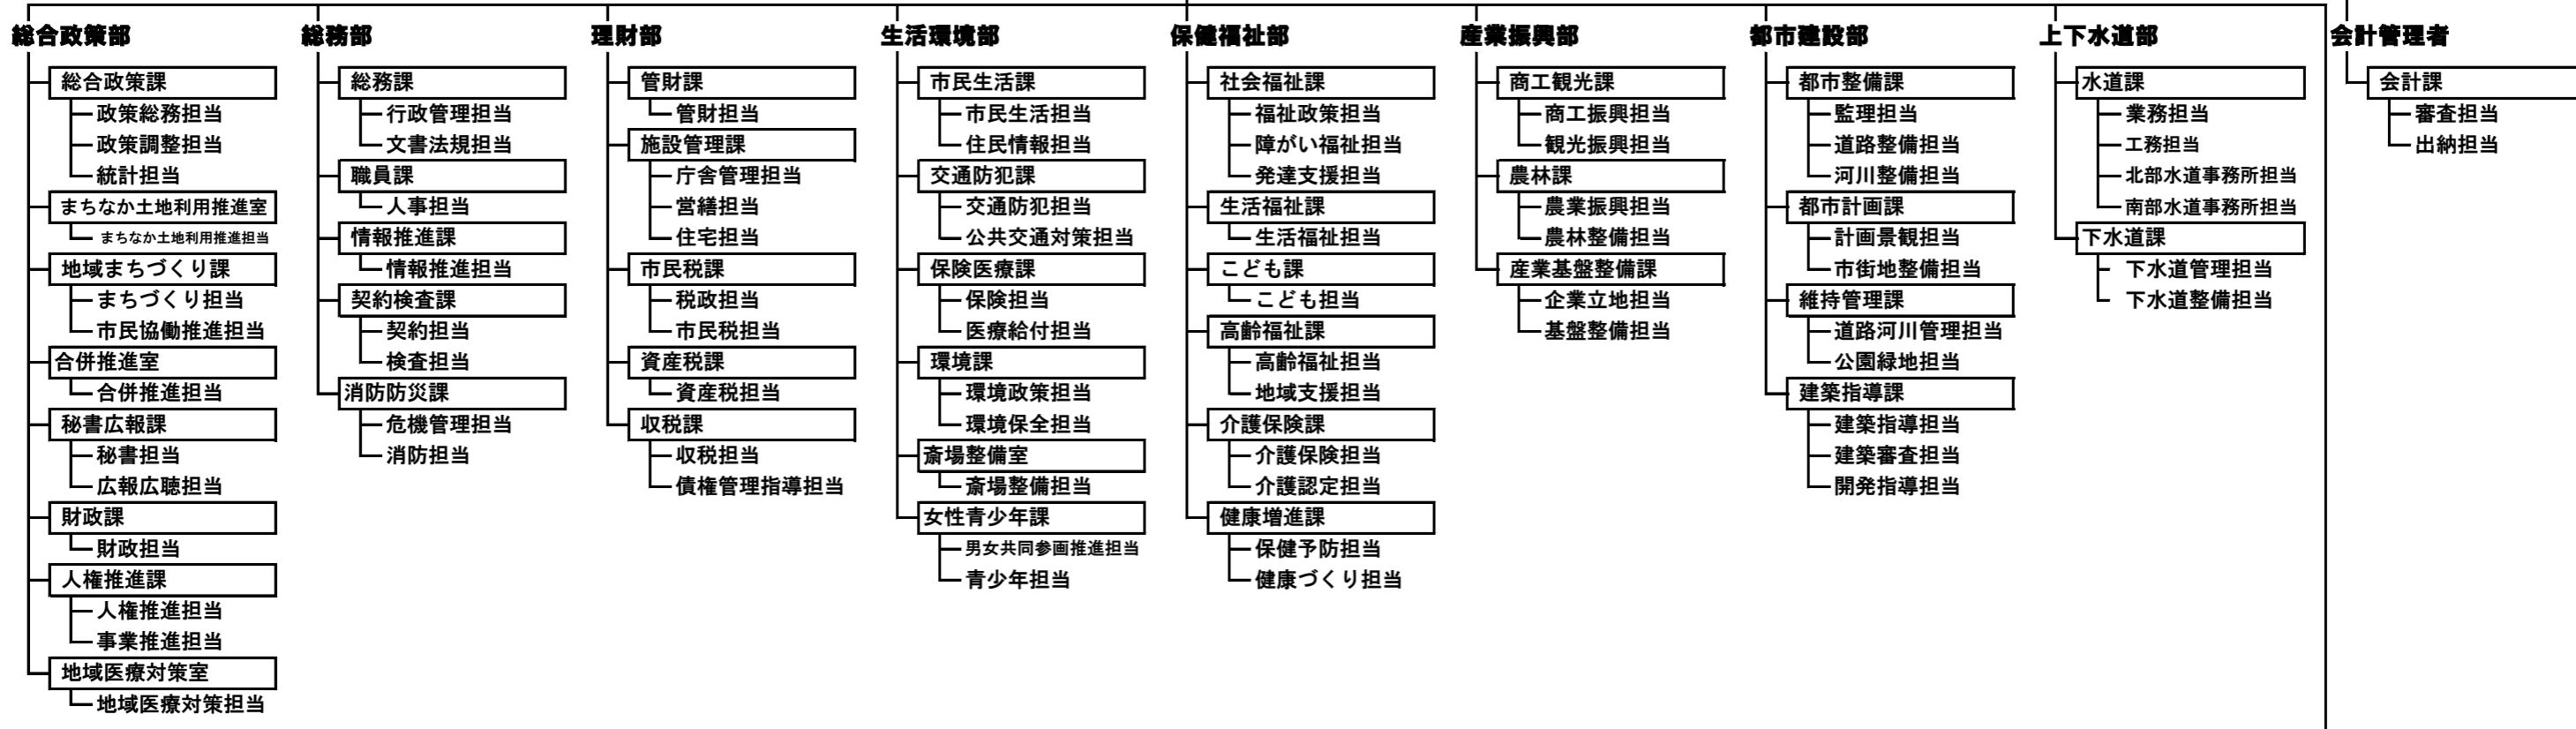 総合政策部
総合政策課
政策総務担当
政策調整担当
統計担当
まちなか土地利用推進室
まちなか土地利用推進担当
地域まちづくり課
まちづくり担当
市民協働推進担当
合併推進室
合併推進担当
秘書広報課
秘書担当
広報広聴担当
財政課
財政担当
人権推進課
人権推進担当
事業推進担当
地域医療対策室
地域医療対策担当
総務部
総務課
行政管理担当
文書法規担当
職員課
人事担当
情報推進課
情報推進担当
契約検査課
契約担当
検査担当
消防防災課
危機管理担当
消防担当
理財部
管財課
管財担当
施設管理課
庁舎管理担当
営繕担当
住宅担当
市民税課
税政担当
市民税担当
資産税課
資産税担当
収税課
収税担当
債権管理指導担当
生活環境部
市民生活課
市民生活担当
住民情報担当
交通防犯課
交通防犯担当
公共交通対策担当
保険医療課
保険担当
医療給付担当
環境課
環境政策担当
環境保全担当
斎場整備室
斎場整備担当
女性青少年課
男女共同参画推進担当
青少年担当
保健福祉部
社会福祉課
福祉政策担当
障がい福祉担当
発達支援担当
生活福祉課
生活福祉担当
こども課
こども担当
高齢福祉課
高齢福祉担当
地域支援担当
介護保険課
介護保険担当
介護認定担当
健康増進課
保健予防担当
健康づくり担当
産業振興部
商工観光課
商工振興担当
観光振興担当
農林課
農業振興担当
農林整備担当
産業基盤整備課
企業立地担当
基盤整備担当
都市建設部
都市整備課
監理担当
道路整備担当
河川整備担当
都市計画課
計画景観担当
市街地整備担当
維持管理課
道路河川管理担当
公園緑地担当
建築指導課
建築指導担当
建築審査担当
開発指導担当
上下水道部
水道課
業務担当
工務担当
北部水道事務所担当
南部水道事務所担当
下水道課
下水道管理担当
下水道整備担当
会計管理者
会計課
審査担当
出納担当